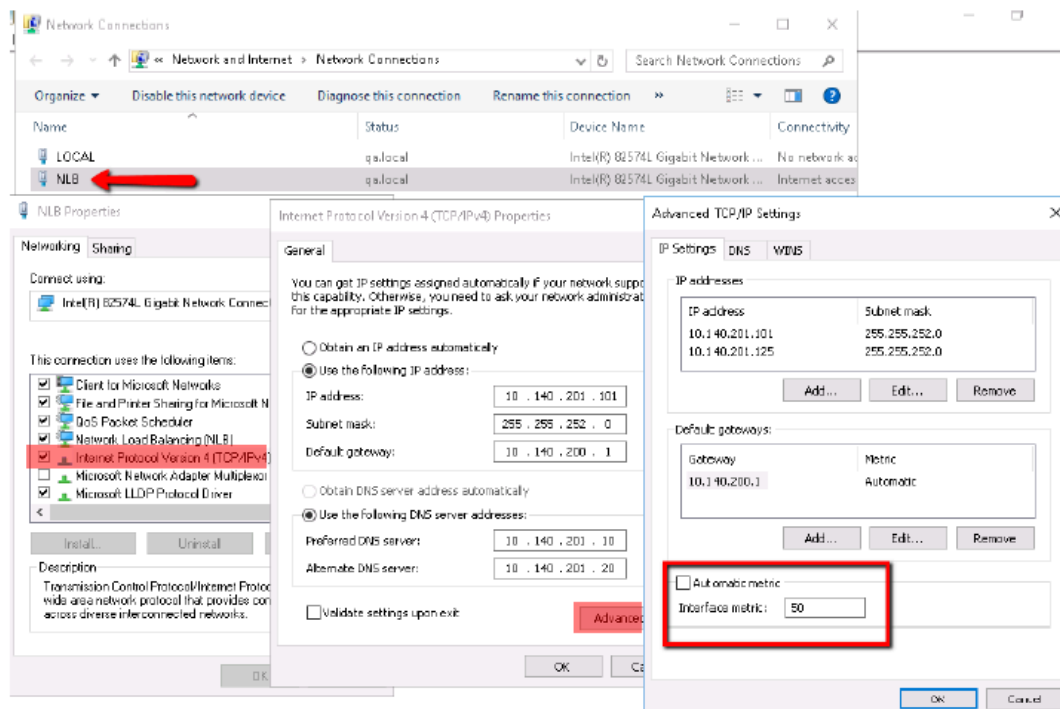 Network Connections
« Network and Internet > Network Connections
Search Network Connections
Organize
Disable this network device
Diagnose this connection
Rename this connection
»
Name
Status
Device Name
Connectivity
LOCAL
qa.local
Intel(R) 82574L Gigabit Network ...
No network ac
NLB
qa.local
Intel(R) 82574L Gigabit Network ...
Internet acces
NLB Properties
Networking
Sharing
Connect using:
Intel(R) 82574L Gigabit Network Connec
This connection uses the following items:
Client for Microsoft Networks
File and Printer Sharing for Microsoft N
QoS Packet Scheduler
Network Load Balancing (NLB)
Internet Protocol Version 4 (TCP/IPv4)
Microsoft Network Adapter Multiplexor
Microsoft LLDP Protocol Driver
Install...
Uninstall
Description
Transmission Control Protocol/Internet Protoc
wide area network protocol that provides con
across diverse interconnected networks.
OK
Internet Protocol Version 4 (TCP/IPv4) Properties
General
You can get IP settings assigned automatically if your network suppo
this capability. Otherwise, you need to ask your network administrat
for the appropriate IP settings.
Obtain an IP address automatically
Use the following IP address:
IP address:
10 . 140 . 201 . 101
Subnet mask:
255 . 255 . 252 . 0
Default gateway:
10 . 140 . 200 . 1
Obtain DNS server address automatically
Use the following DNS server addresses:
Preferred DNS server:
10 . 140 . 201 . 10
Alternate DNS server:
10 . 140 . 201 . 20
Validate settings upon exit
Advanced
OK
Ca
Advanced TCP/IP Settings
IP Settings
DNS
WINS
IP addresses
IP address
Subnet mask
10.140.201.101
255.255.252.0
10.140.201.125
255.255.252.0
Add...
Edit...
Remove
Default gateways:
Gateway
Metric
10.140.200.1
Automatic
Add...
Edit...
Remove
Automatic metric
Interface metric:
50
OK
Cancel